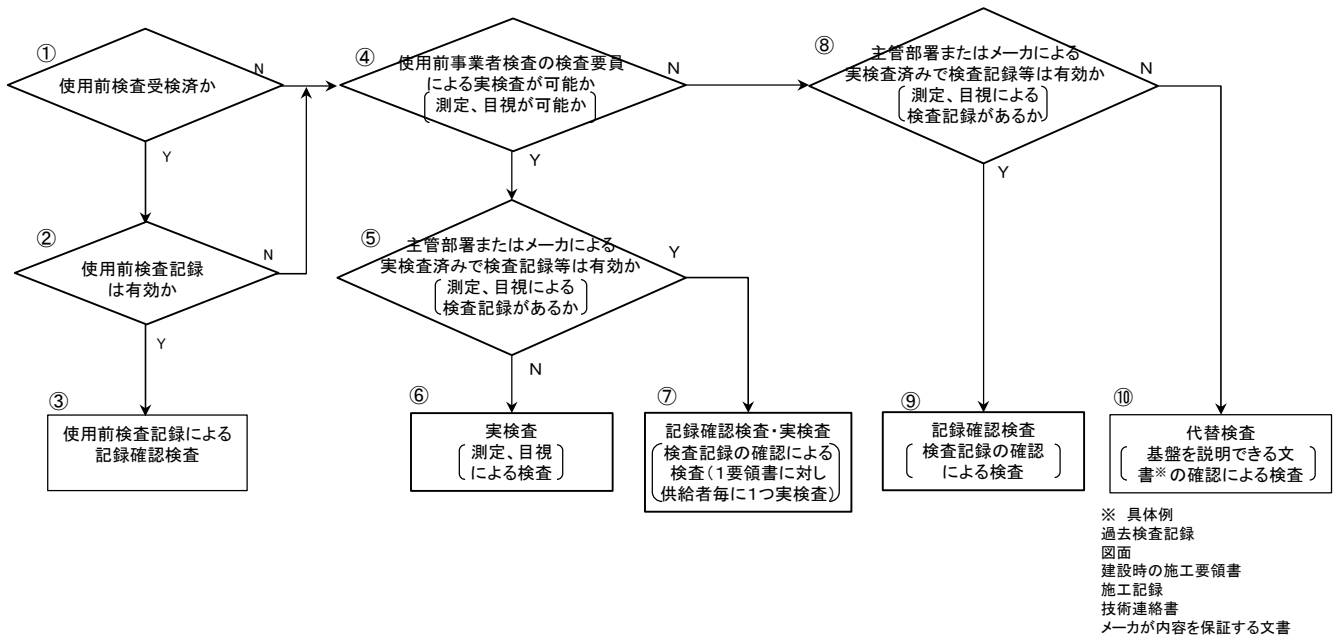 ①
使用前検査受検済か
N
Y
②
使用前検査記録
は有効か
N
Y
③
使用前検査記録による
記録確認検査
④
使用前事業者検査の検査要員
による実検査が可能か
測定、目視が可能か
N
Y
⑤
主管部署またはメーカによる
実検査済みで検査記録等は有効か
測定、目視による
検査記録があるか
Y
N
⑥
実検査
測定、目視
による検査
⑦
記録確認検査・実検査
検査記録の確認による
検査(1要領書に対し
供給者毎に1つ実検査)
⑧
主管部署またはメーカによる
実検査済みで検査記録等は有効か
測定、目視による
検査記録があるか
N
Y
⑨
記録確認検査
検査記録の確認
による検査
⑩
代替検査
基盤を説明できる文
書※の確認による検査
※ 具体例
過去検査記録
図面
建設時の施工要領書
施工記録
技術連絡書
メーカが内容を保証する文書